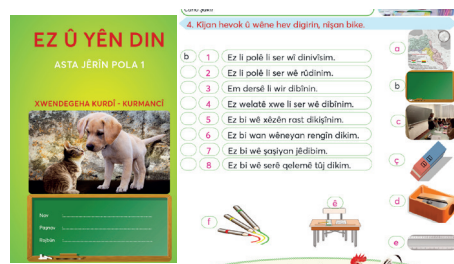 EZ Û YÊN DIN
ASTA JÊRÎN POLA 1
XWENDEGEHA KURDÎ - KURMANCÎ
Nav
Paşnav
4. Kîjan hevok û wêne hev digirin, nîşan bike.
b 1 Ez li polê li ser wî dinivîsim.
2 Ez li polê li ser wê rûdinim.
3 Em dersê li wir dibînin.
4 Ez welatê xwe li ser wê dibînim.
5 Ez bi wê xêzên rast dikişînim.
6 Ez bi wan wêneyan rengîn dikim.
7 Ez bi wê şaşiyan jêdibim.
8 Ez bi wê serê qelemê tûj dikim.
a
b
c
ç
d
e
ê
f